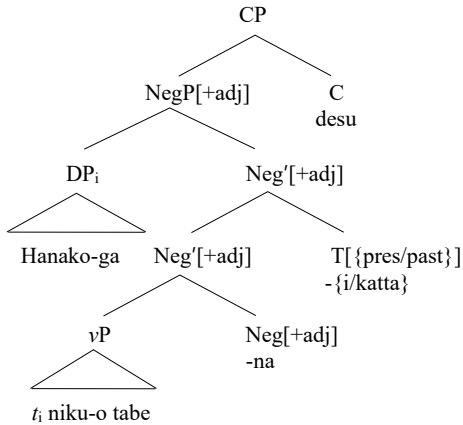 CP
NegP[+adj] C
desu
DPi Neg′[+adj]
Hanako-ga Neg′[+adj] T[{pres/past}]
-{i/katta}
vP Neg[+adj]
-na
ti niku-o tabe